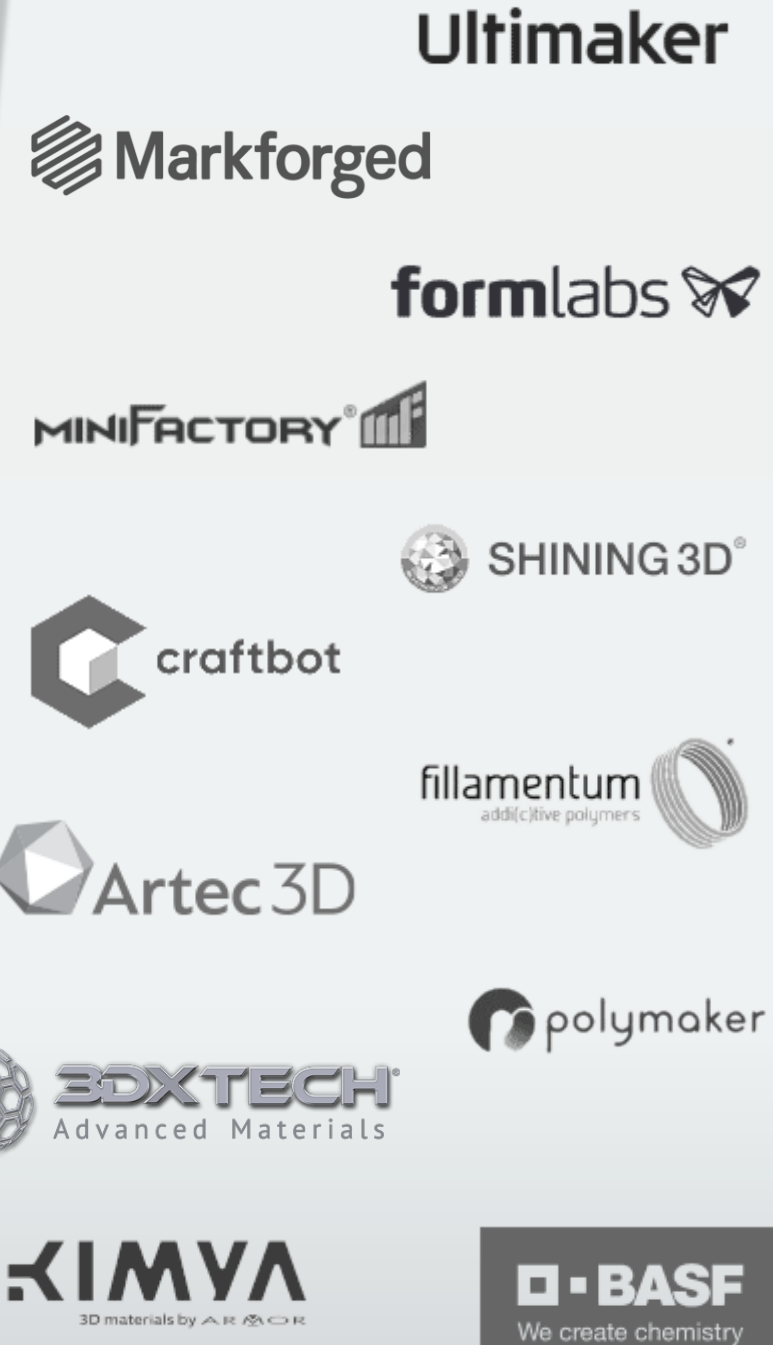 Ultimaker
Markforged
formlabs
MINIFACTORY®
SHINING 3D®
craftbot
fillamentum
addi(c)tive polymers
Artec 3D
polymaker
3DXTECH®
Advanced Materials
KIMYA
3D materials by ARMOR
BASF
We create chemistry